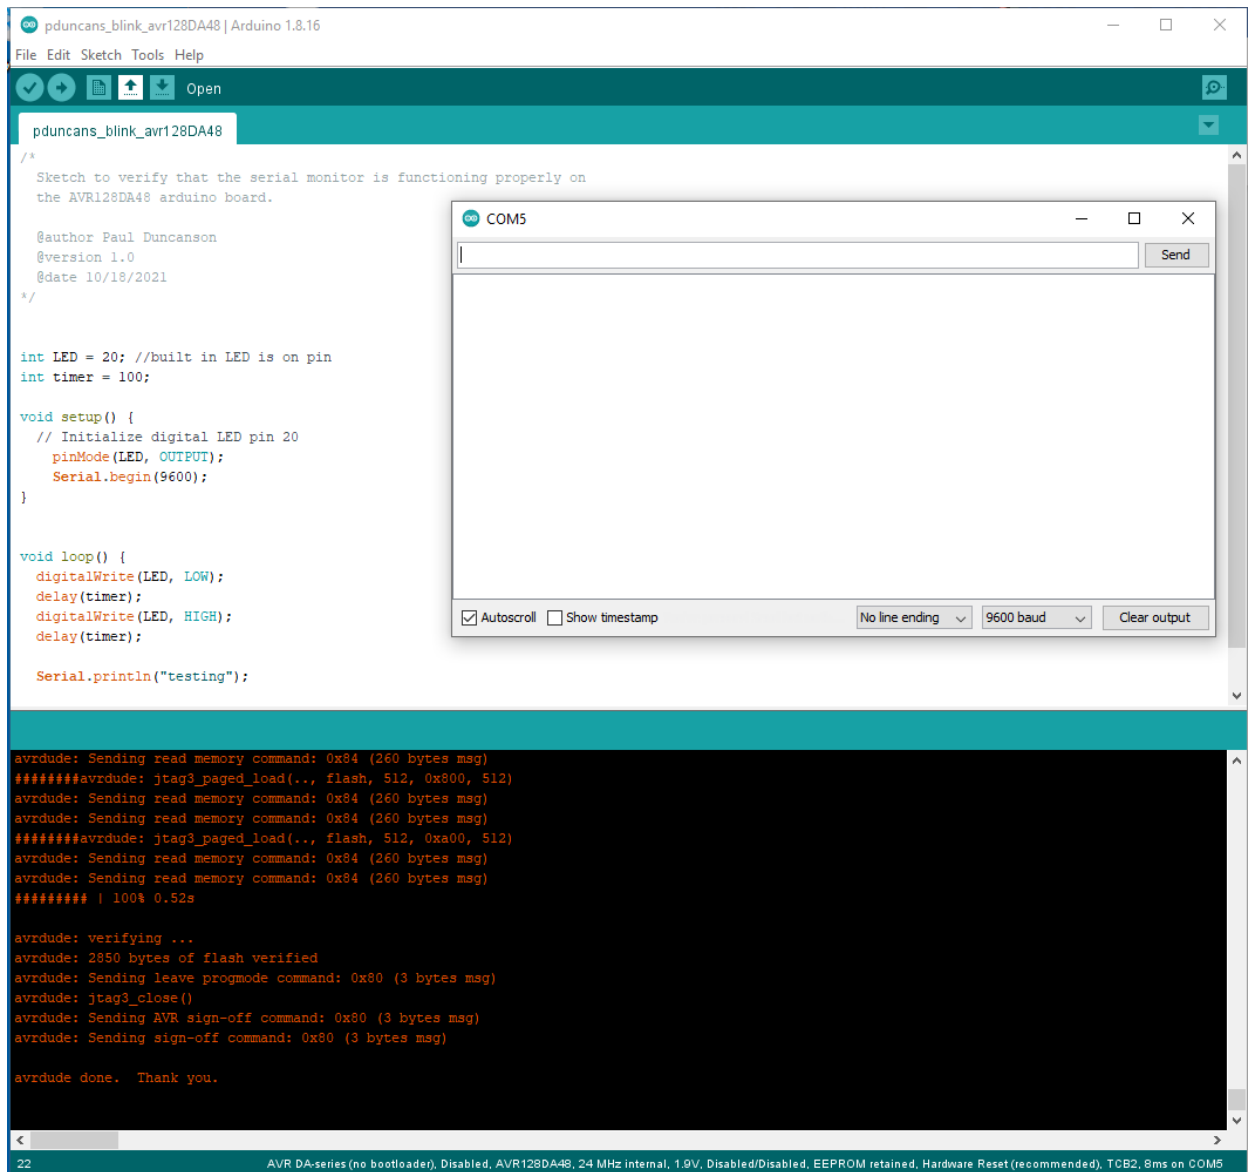 pduncans_blink_avr128DA48 | Arduino 1.8.16
File Edit Sketch Tools Help
Open
pduncans_blink_avr128DA48
/*
Sketch to verify that the serial monitor is functioning properly on
the AVR128DA48 arduino board.
@author Paul Duncanson
@version 1.0
@date 10/18/2021
*/
int LED = 20; //built in LED is on pin
int timer = 100;
void setup() {
// Initialize digital LED pin 20
pinMode(LED, OUTPUT);
Serial.begin(9600);
}
void loop() {
digitalWrite(LED, LOW);
delay(timer);
digitalWrite(LED, HIGH);
delay(timer);
Serial.println("testing");
COM5
Send
Autoscroll Show timestamp No line ending 9600 baud Clear output
avrdude: Sending read memory command: 0x84 (260 bytes msg)
########avrdude: jtag3_paged_load(.., flash, 512, 0x800, 512)
avrdude: Sending read memory command: 0x84 (260 bytes msg)
avrdude: Sending read memory command: 0x84 (260 bytes msg)
########avrdude: jtag3_paged_load(.., flash, 512, 0xa00, 512)
avrdude: Sending read memory command: 0x84 (260 bytes msg)
avrdude: Sending read memory command: 0x84 (260 bytes msg)
######### | 100% 0.52s
avrdude: verifying ...
avrdude: 2850 bytes of flash verified
avrdude: Sending leave progmode command: 0x80 (3 bytes msg)
avrdude: jtag3_close()
avrdude: Sending AVR sign-off command: 0x80 (3 bytes msg)
avrdude: Sending sign-off command: 0x80 (3 bytes msg)
avrdude done.  Thank you.
22 AVR DA-series (no bootloader), Disabled, AVR128DA48, 24 MHz internal, 1.9V, Disabled/Disabled, EEPROM retained, Hardware Reset (recommended), TCB2, 8ms on COM5